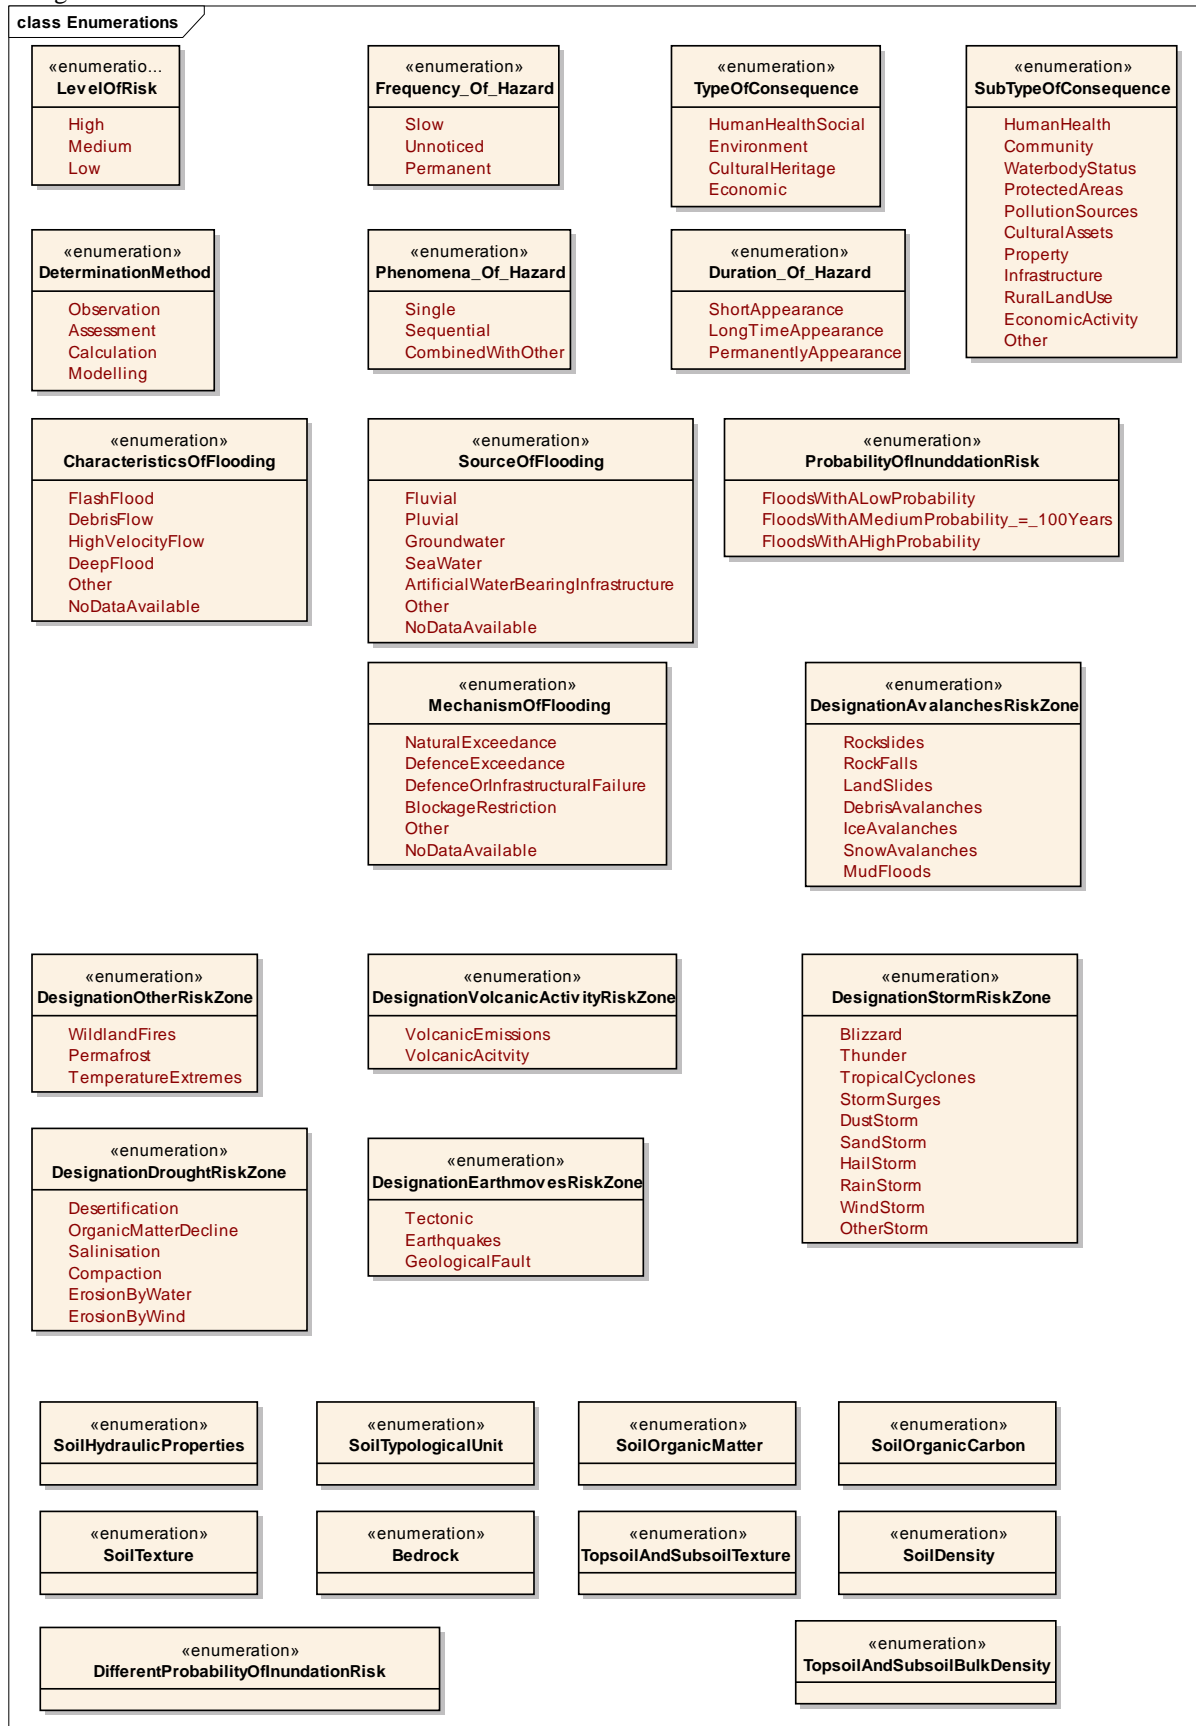 class Enumerations
«enumeratio...
LevelOfRisk
High
Medium
Low
«enumeration»
Frequency_Of_Hazard
Slow
Unnoticed
Permanent
«enumeration»
TypeOfConsequence
HumanHealthSocial
Environment
CulturalHeritage
Economic
«enumeration»
SubTypeOfConsequence
HumanHealth
Community
WaterbodyStatus
ProtectedAreas
PollutionSources
CulturalAssets
Property
Infrastructure
RuralLandUse
EconomicActivity
Other
«enumeration»
DeterminationMethod
Observation
Assessment
Calculation
Modelling
«enumeration»
Phenomena_Of_Hazard
Single
Sequential
CombinedWithOther
«enumeration»
Duration_Of_Hazard
ShortAppearance
LongTimeAppearance
PermanentlyAppearance
«enumeration»
CharacteristicsOfFlooding
FlashFlood
DebrisFlow
HighVelocityFlow
DeepFlood
Other
NoDataAvailable
«enumeration»
SourceOfFlooding
Fluvial
Pluvial
Groundwater
SeaWater
ArtificialWaterBearingInfrastructure
Other
NoDataAvailable
«enumeration»
ProbabilityOfInunddationRisk
FloodsWithALowProbability
FloodsWithAMediumProbability_=_100Years
FloodsWithAHighProbability
«enumeration»
MechanismOfFlooding
NaturalExceedance
DefenceExceedance
DefenceOrInfrastructuralFailure
BlockageRestriction
Other
NoDataAvailable
«enumeration»
DesignationAvalanchesRiskZone
Rockslides
RockFalls
LandSlides
DebrisAvalanches
IceAvalanches
SnowAvalanches
MudFloods
«enumeration»
DesignationOtherRiskZone
WildlandFires
Permafrost
TemperatureExtremes
«enumeration»
DesignationVolcanicActivityRiskZone
VolcanicEmissions
VolcanicAcitvity
«enumeration»
DesignationStormRiskZone
Blizzard
Thunder
TropicalCyclones
StormSurges
DustStorm
SandStorm
HailStorm
RainStorm
WindStorm
OtherStorm
«enumeration»
DesignationDroughtRiskZone
Desertification
OrganicMatterDecline
Salinisation
Compaction
ErosionByWater
ErosionByWind
«enumeration»
DesignationEarthmovesRiskZone
Tectonic
Earthquakes
GeologicalFault
«enumeration»
SoilHydraulicProperties
«enumeration»
SoilTypologicalUnit
«enumeration»
SoilOrganicMatter
«enumeration»
SoilOrganicCarbon
«enumeration»
SoilTexture
«enumeration»
Bedrock
«enumeration»
TopsoilAndSubsoilTexture
«enumeration»
SoilDensity
«enumeration»
DifferentProbabilityOfInundationRisk
«enumeration»
TopsoilAndSubsoilBulkDensity